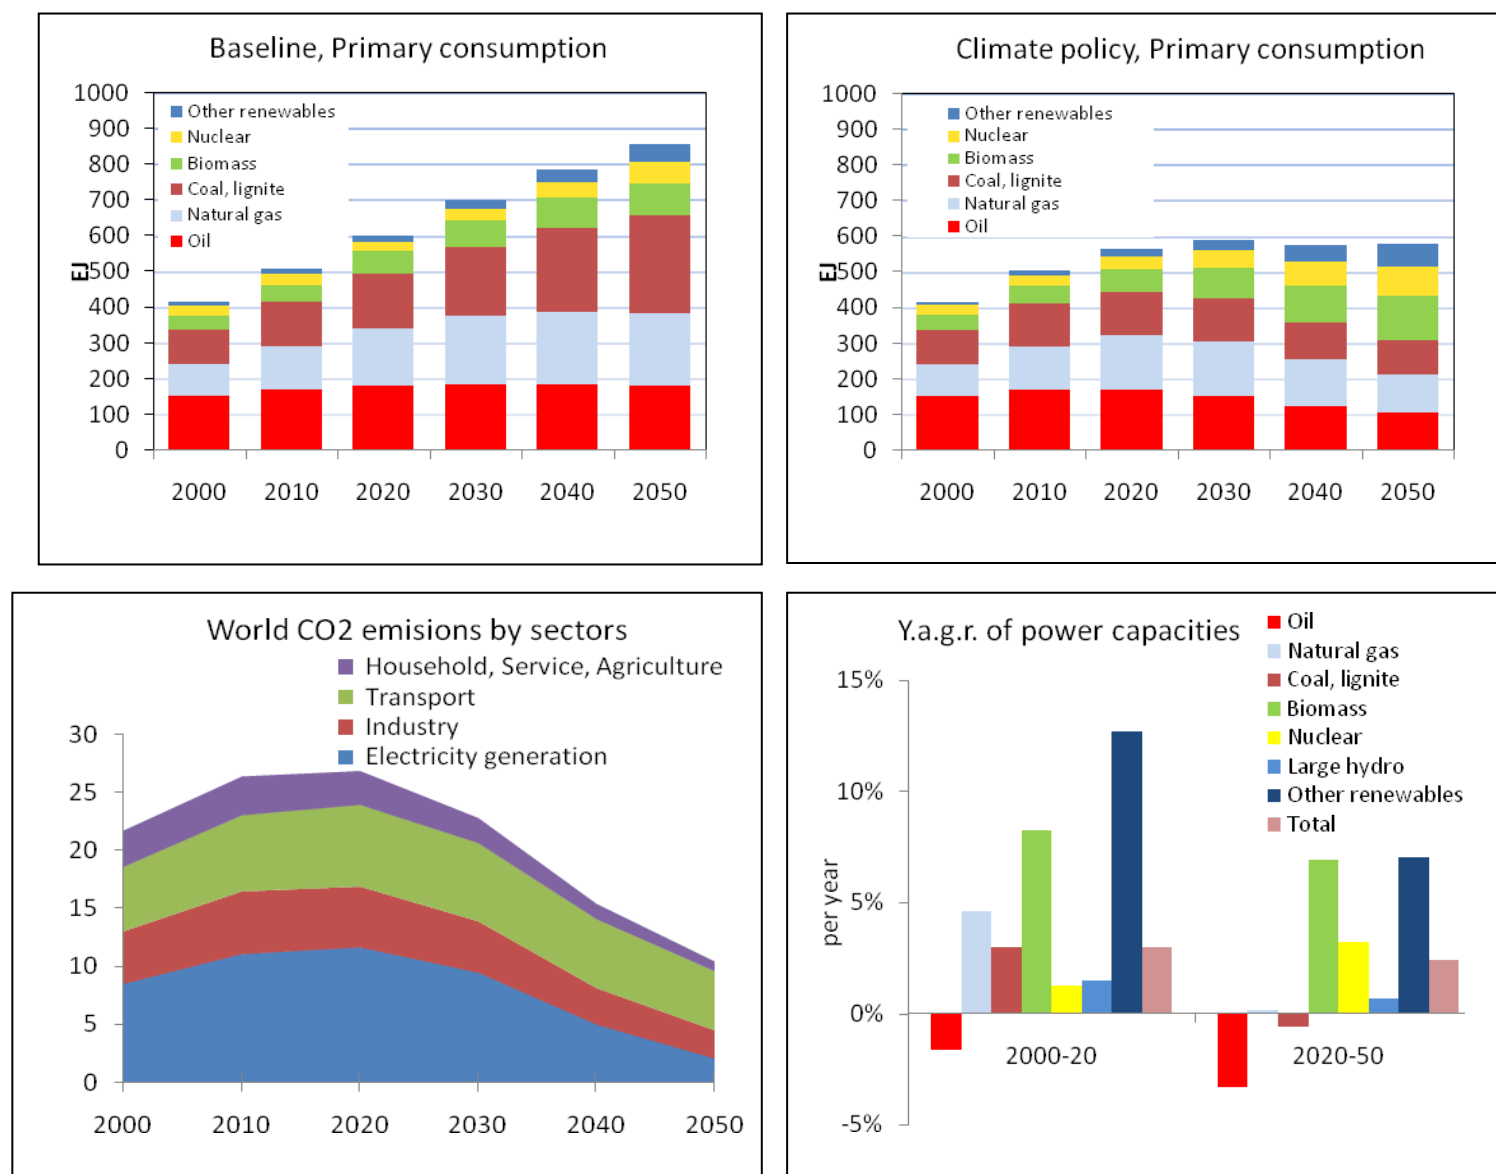 Baseline, Primary consumption
1000
900
800
700
600
500
400
300
200
100
0
EJ
Other renewables
Nuclear
Biomass
Coal, lignite
Natural gas
Oil
2000 2010 2020 2030 2040 2050
Climate policy, Primary consumption
1000
900
800
700
600
500
400
300
200
100
0
EJ
Other renewables
Nuclear
Biomass
Coal, lignite
Natural gas
Oil
2000 2010 2020 2030 2040 2050
World CO2 emisions by sectors
Household, Service, Agriculture
Transport
Industry
Electricity generation
30
25
20
15
10
5
0
2000 2010 2020 2030 2040 2050
Y.a.g.r. of power capacities
Oil
Natural gas
Coal, lignite
Biomass
Nuclear
Large hydro
Other renewables
Total
15%
10%
5%
0%
-5%
per year
2000-20 2020-50